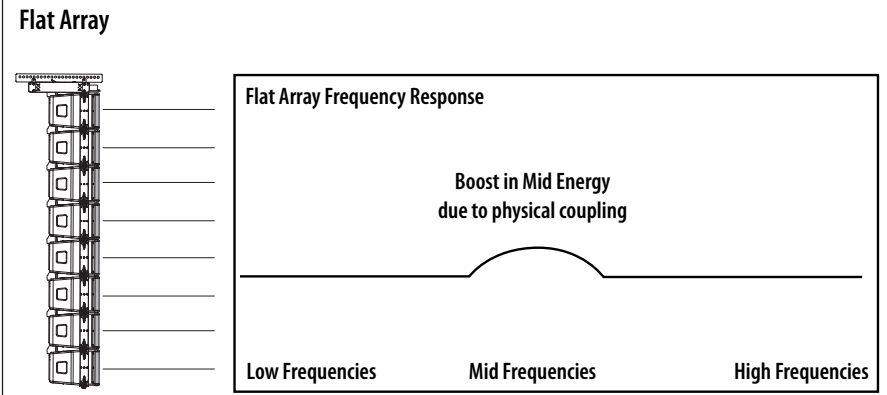 Flat Array
Flat Array Frequency Response
Boost in Mid Energy
due to physical coupling
Low Frequencies
Mid Frequencies
High Frequencies